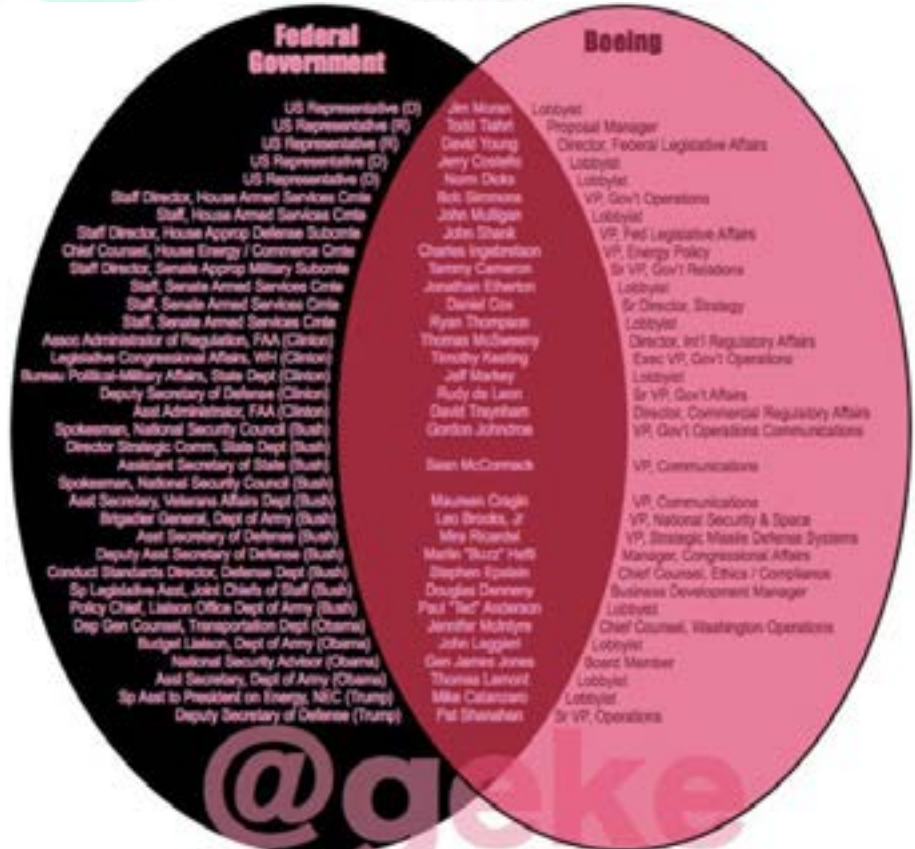 Federal Government
Boeing
US Representative (D) Jim Moran Lobbyist
US Representative (R) Todd Tiahrt Proposal Manager
US Representative (R) David Young Director, Federal Legislative Affairs
US Representative (D) Jerry Costello Lobbyist
US Representative (D) Norm Dicks Lobbyist
Staff Director, House Armed Services Cmte Bob Simmons VP, Gov't Operations
Staff, House Armed Services Cmte John Mulligan Lobbyist
Staff Director, House Approp Defense Subcmte John Shank VP, Fed Legislative Affairs
Chief Counsel, House Energy / Commerce Cmte Charles Ingebretson VP, Energy Policy
Staff Director, Senate Approp Military Subcmte Tammy Cameron Sr VP, Gov't Relations
Staff, Senate Armed Services Cmte Jonathan Etherton Lobbyist
Staff, Senate Armed Services Cmte Daniel Cox Sr Director, Strategy
Staff, Senate Armed Services Cmte Ryan Thompson Lobbyist
Assoc Administrator of Regulation, FAA (Clinton) Thomas McSweeny Director, Int'l Regulatory Affairs
Legislative Congressional Affairs, WH (Clinton) Timothy Keating Exec VP, Gov't Operations
Bureau Political-Military Affairs, State Dept (Clinton) Jeff Markey Lobbyist
Deputy Secretary of Defense (Clinton) Rudy de Leon Sr VP, Gov't Affairs
Asst Administrator, FAA (Clinton) David Traynham Director, Commercial Regulatory Affairs
Spokesman, National Security Council (Bush) Gordon Johndroe VP, Gov't Operations Communications
Director Strategic Comm, State Dept (Bush)
Assistant Secretary of State (Bush) Sean McCormack VP, Communications
Spokesman, National Security Council (Bush)
Asst Secretary, Veterans Affairs Dept (Bush) Maureen Cragin VP, Communications
Brigadier General, Dept of Army (Bush) Leo Brooks, Jr VP, National Security & Space
Asst Secretary of Defense (Bush) Mira Ricardel VP, Strategic Missile Defense Systems
Deputy Asst Secretary of Defense (Bush) "Buzz" Hefti Manager, Congressional Affairs
Conduct Standards Director, Defense Dept (Bush) Stephen Epstein Chief Counsel, Ethics / Compliance
Sp Legislative Asst, Joint Chiefs of Staff (Bush) Douglas Denneny Business Development Manager
Policy Chief, Liaison Office Dept of Army (Bush) Paul "Ted" Anderson Lobbyist
Dep Gen Counsel, Transportation Dept (Obama) Jennifer McIntyre Chief Counsel, Washington Operations
Budget Liaison, Dept of Army (Obama) John Lobbyist
National Security Advisor (Obama) Gen James Jones Board Member
Asst Secretary, Dept of Army (Obama) Thomas Lamont Lobbyist
Sp Asst to President on Energy, NEC (Trump) Mike Catanzaro Lobbyist
Deputy Secretary of Defense (Trump) Pat Shanahan Sr VP, Operations
@geke